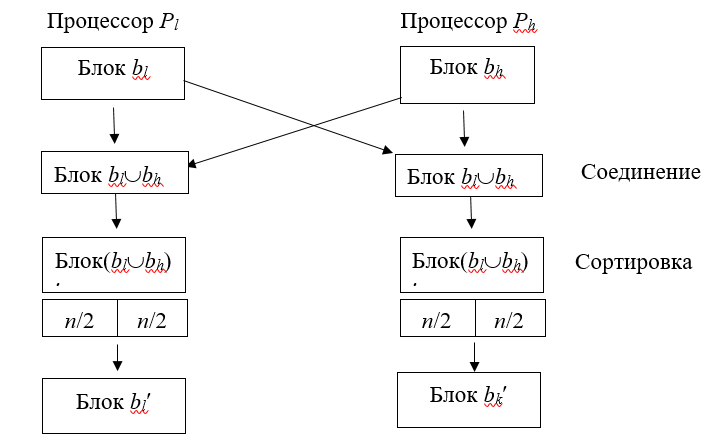 Процессор Pl Процессор Ph
Блок bl Блок bh
Блок bl∪bh Блок bl∪bh Соединение
Блок(bl∪bh)′ Блок(bl∪bh)′ Сортировка
n/2 n/2 n/2 n/2
Блок bl′ Блок bk′